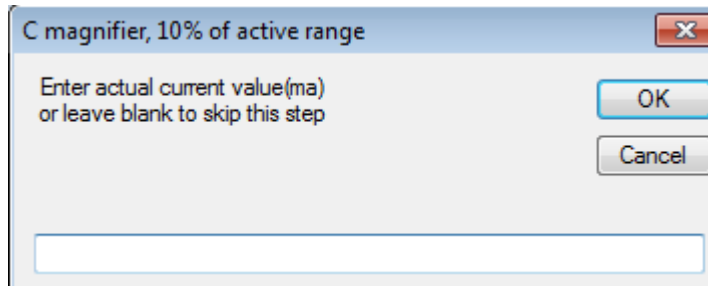 C magnifier, 10% of active range
Enter actual current value(ma)
or leave blank to skip this step
OK
Cancel